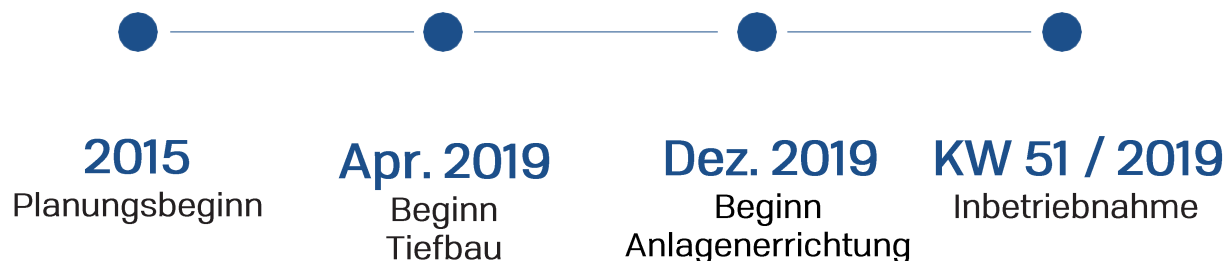 2015
Planungsbeginn
Apr. 2019
Beginn
Tiefbau
Dez. 2019
Beginn
Anlagenerrichtung
KW 51 / 2019
Inbetriebnahme